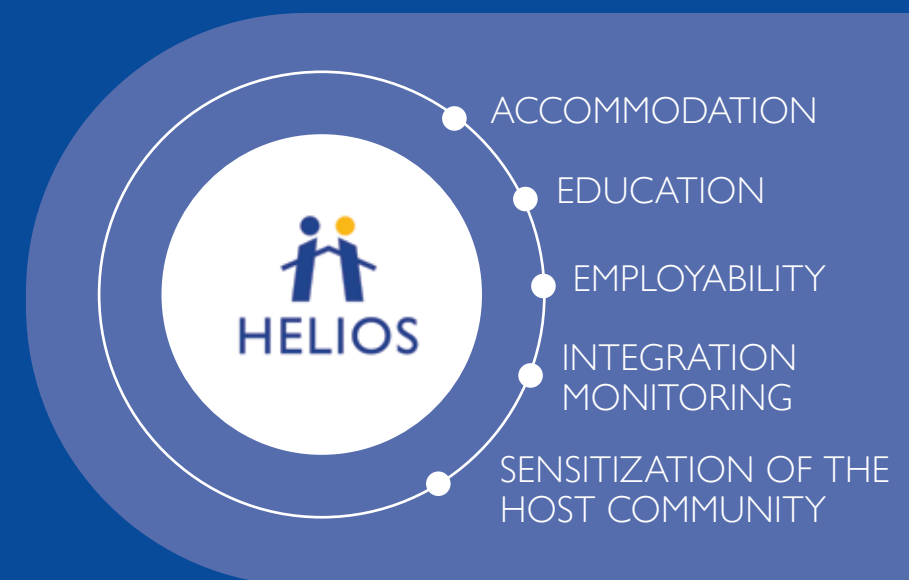 HELIOS
ACCOMMODATION
EDUCATION
EMPLOYABILITY
INTEGRATION
MONITORING
SENSITIZATION OF THE
HOST COMMUNITY